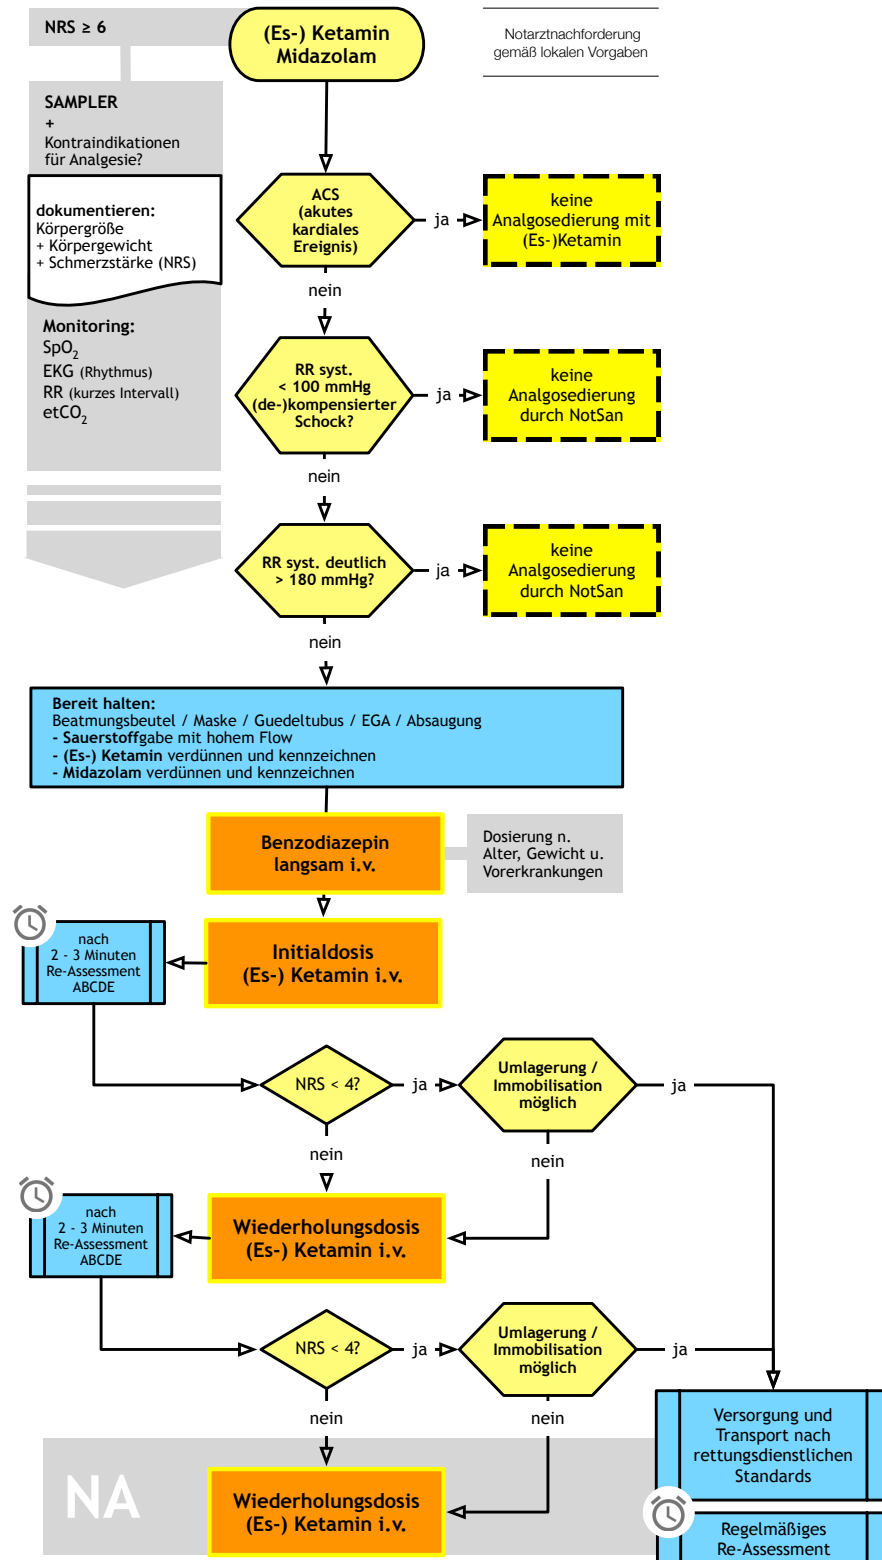 NRS ≥ 6
(Es-) Ketamin
Midazolam
Notarztnachforderung
gemäß lokalen Vorgaben
SAMPLER
+
Kontraindikationen
für Analgesie?
dokumentieren:
Körpergröße
+ Körpergewicht
+ Schmerzstärke (NRS)
Monitoring:
SpO2
EKG (Rhythmus)
RR (kurzes Intervall)
etCO2
ACS
(akutes
kardiales
Ereignis)
ja
keine
Analgosedierung mit
(Es-)Ketamin
nein
RR syst.
< 100 mmHg
(de-)kompensierter
Schock?
ja
keine
Analgosedierung
durch NotSan
nein
RR syst. deutlich
> 180 mmHg?
ja
keine
Analgosedierung
durch NotSan
nein
Bereit halten:
Beatmungsbeutel / Maske / Guedeltubus / EGA / Absaugung
- Sauerstoffgabe mit hohem Flow
- (Es-) Ketamin verdünnen und kennzeichnen
- Midazolam verdünnen und kennzeichnen
Benzodiazepin
langsam i.v.
Dosierung n.
Alter, Gewicht u.
Vorerkrankungen
Initialdosis
(Es-) Ketamin i.v.
nach
2 - 3 Minuten
Re-Assessment
ABCDE
NRS < 4?
ja
Umlagerung /
Immobilisation
möglich
ja
nein
nein
Wiederholungsdosis
(Es-) Ketamin i.v.
nach
2 - 3 Minuten
Re-Assessment
ABCDE
NRS < 4?
ja
Umlagerung /
Immobilisation
möglich
ja
nein
nein
Versorgung und
Transport nach
rettungsdienstlichen
Standards
NA
Wiederholungsdosis
(Es-) Ketamin i.v.
Regelmäßiges
Re-Assessment